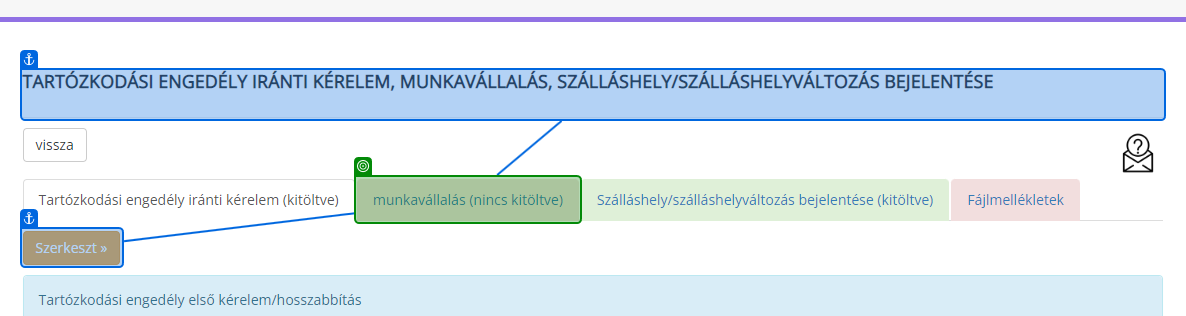 TARTÓZKODÁSI ENGEDÉLY IRÁNTI KÉRELEM, MUNKAVÁLLALÁS, SZÁLLÁSHELY/SZÁLLÁSHELYVÁLTOZÁS BEJELENTÉSE
vissza
Tartózkodási engedély iránti kérelem (kitöltve) munkavállalás (nincs kitöltve) Szálláshely/szálláshelyváltozás bejelentése (kitöltve) Fájlmellékletek
Szerkeszt »
Tartózkodási engedély első kérelem/hosszabbítás